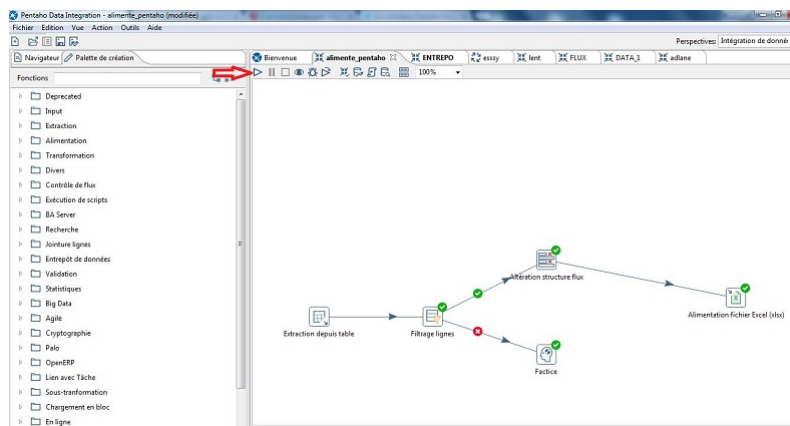 Pentaho Data Integration - alimente_pentaho (modifiée)
Fichier Edition Vue Action Outils Aide
Perspectives: Intégration de donné
Navigateur Palette de création
Bienvenue alimente_pentaho ENTREPO esssy lent FLUX DATA_1 adlane
Fonctions
100%
Deprecated
Input
Extraction
Alimentation
Transformation
Divers
Contrôle de flux
Exécution de scripts
BA Server
Recherche
Jointure lignes
Entrepôt de données
Validation
Statistiques
Big Data
Agile
Cryptographie
Palo
OpenERP
Lien avec Tâche
Sous-tranformation
Chargement en bloc
En ligne
Altération structure flux
Alimentation fichier Excel (xlsx)
Extraction depuis table
Filtrage lignes
Factice